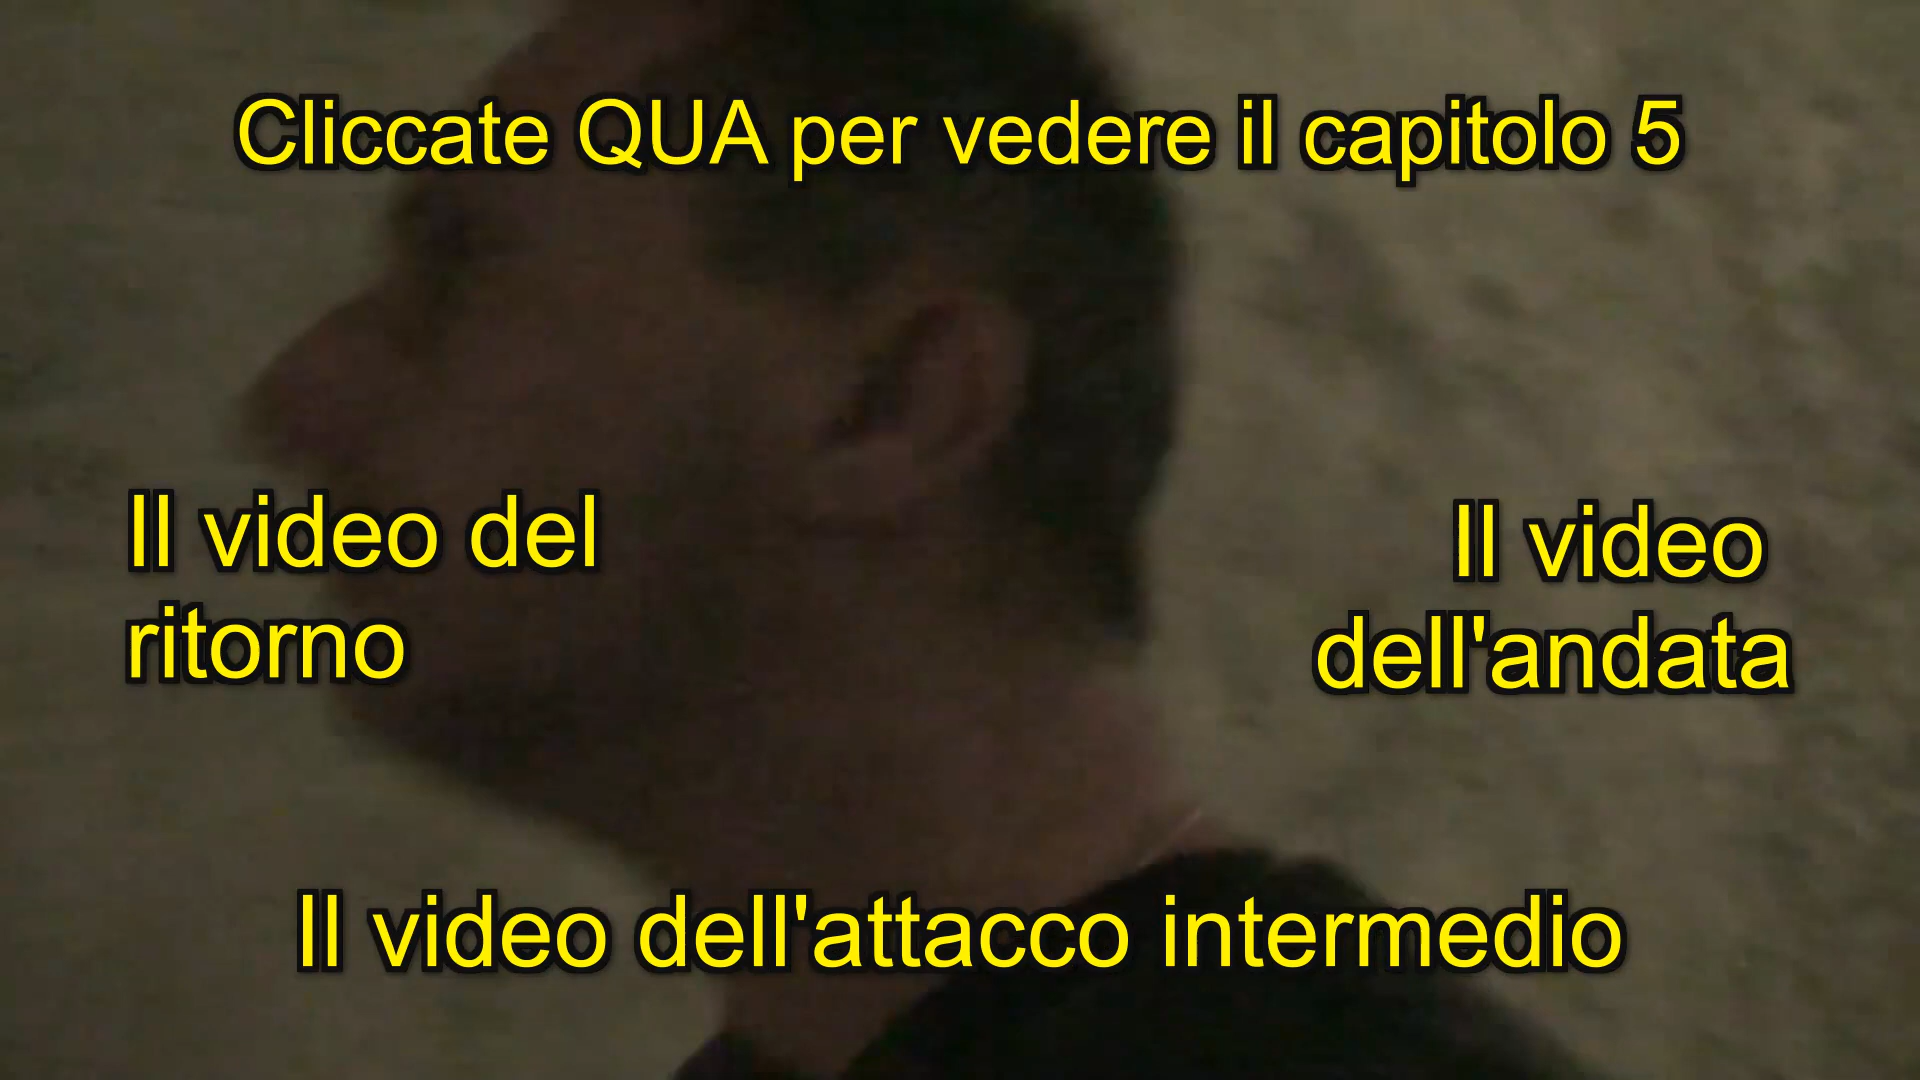 Cliccate QUA per vedere il capitolo 5
Il video del
ritorno
Il video
dell'andata
Il video dell'attacco intermedio